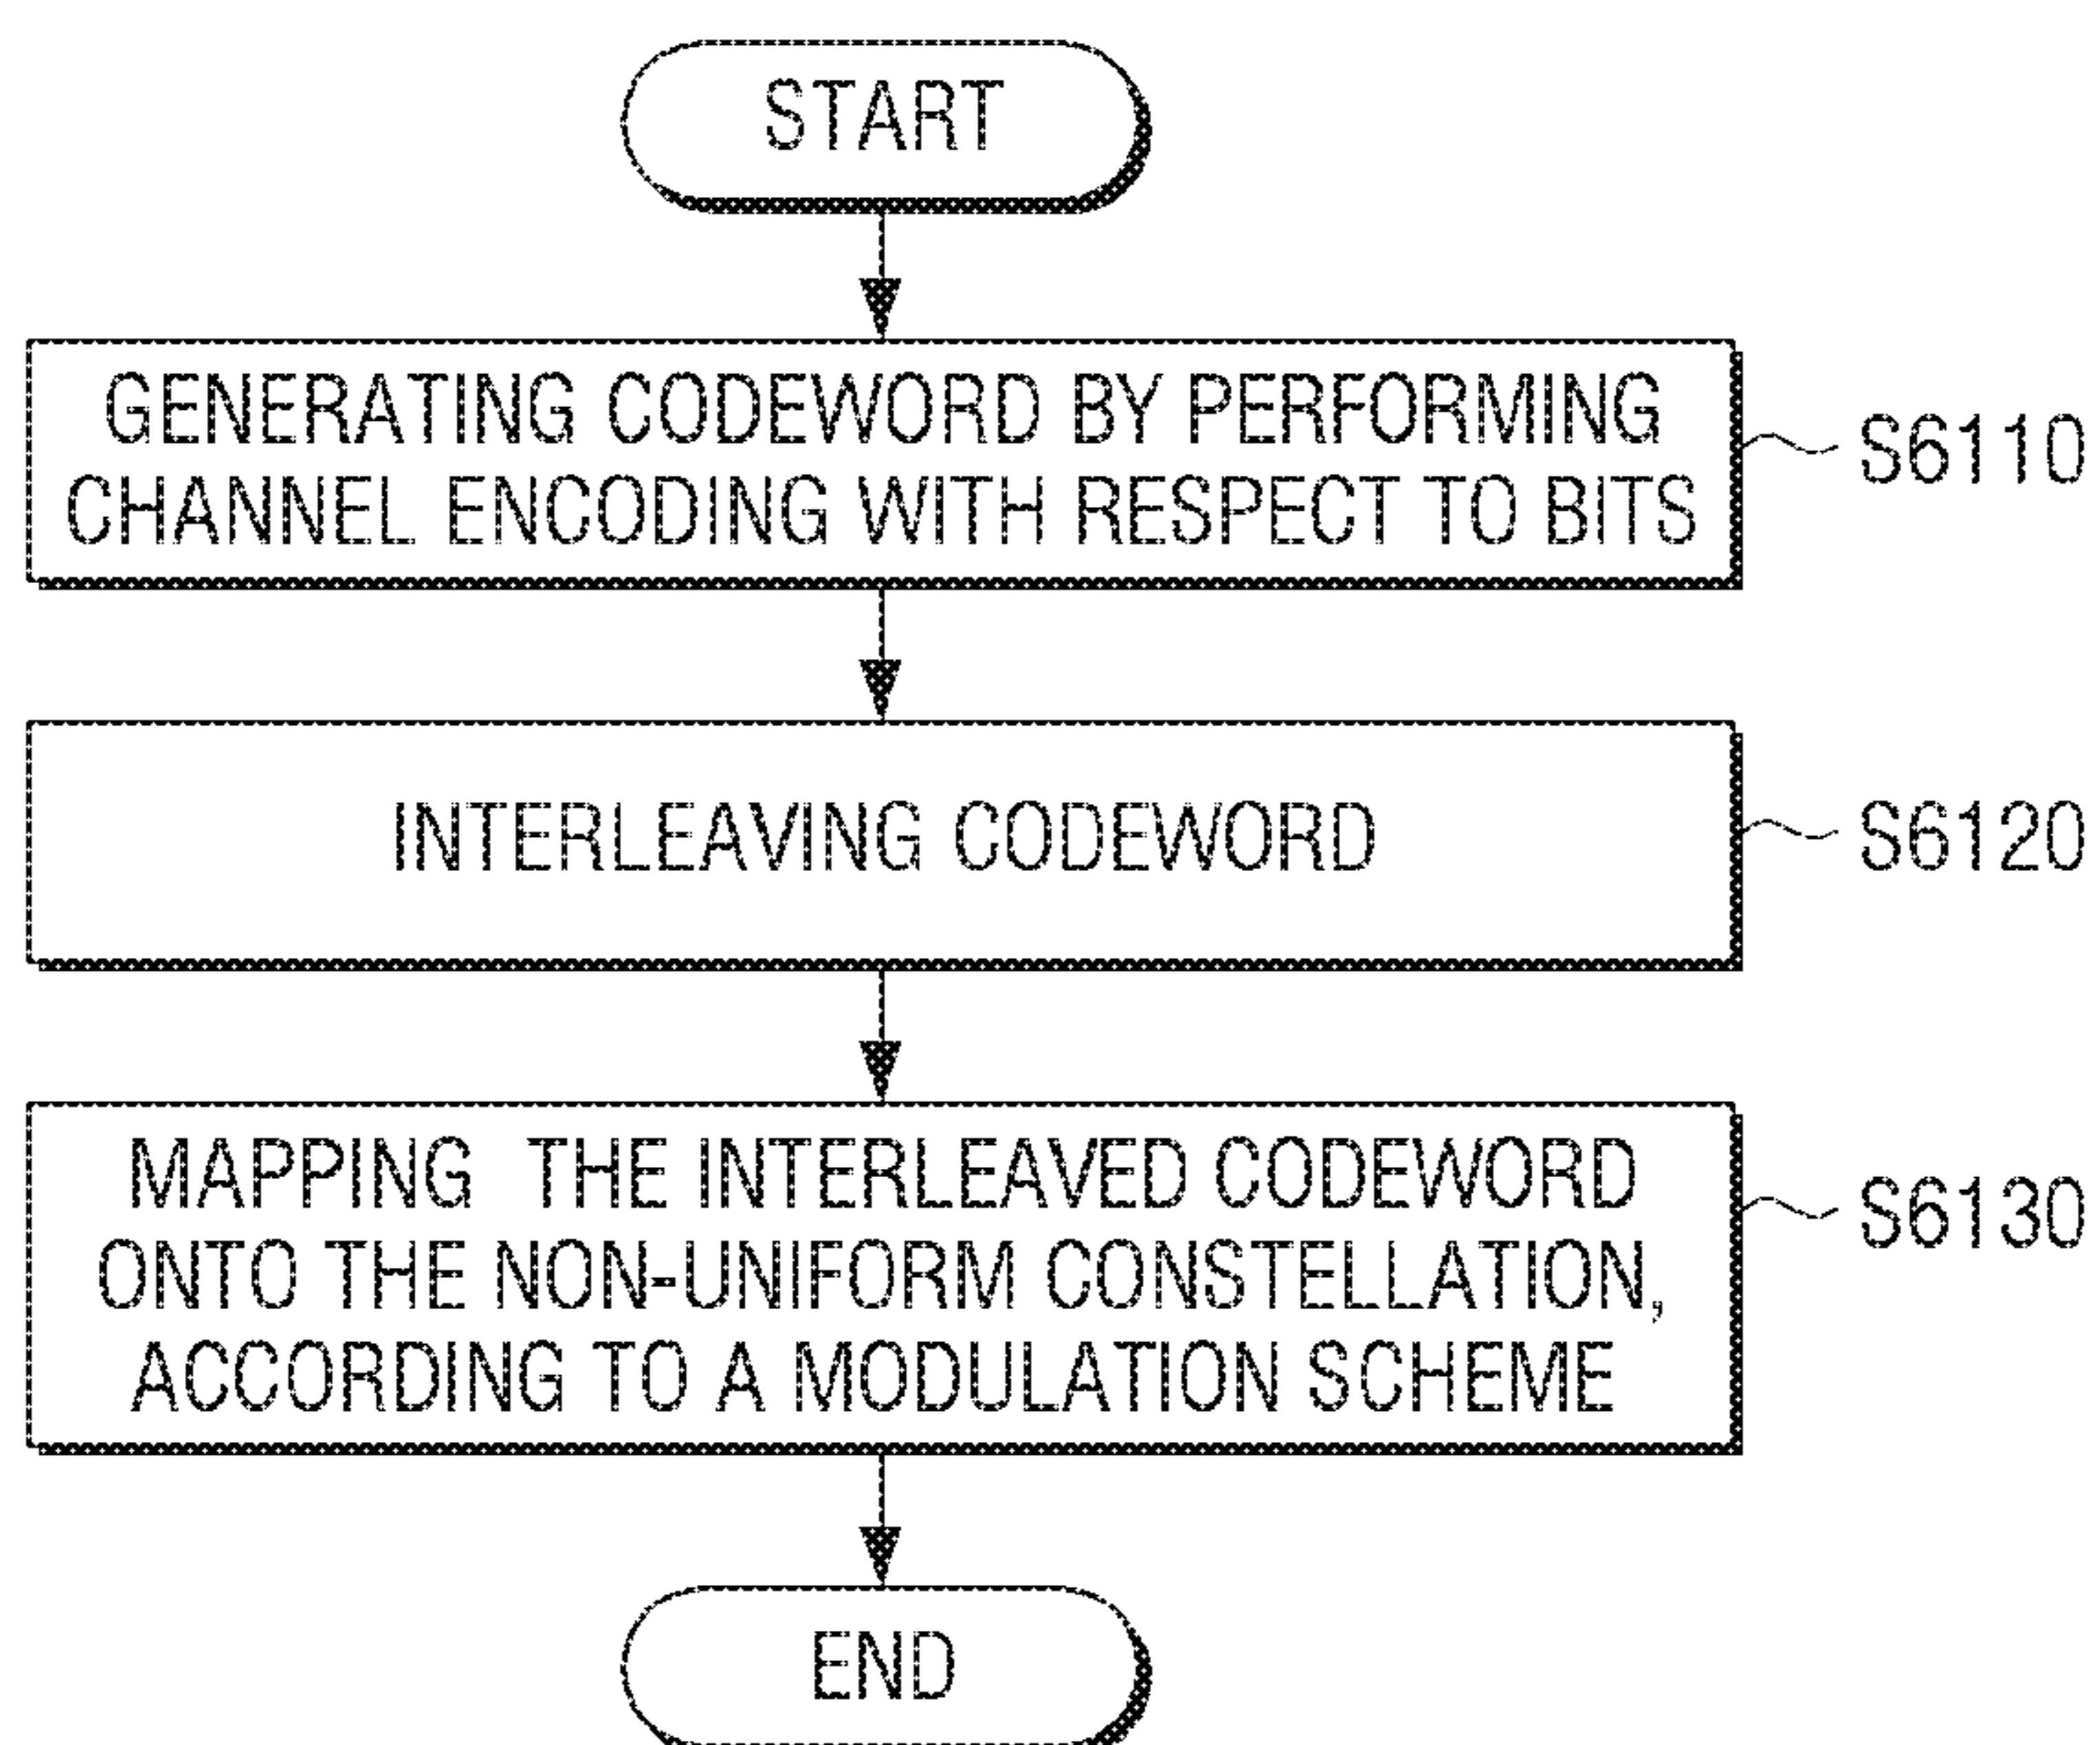 START
GENERATING CODEWORD BY PERFORMING
CHANNEL ENCODING WITH RESPECT TO BITS
S6110
INTERLEAVING CODEWORD
S6120
MAPPING THE INTERLEAVED CODEWORD
ONTO THE NON-UNIFORM CONSTELLATION,
ACCORDING TO A MODULATION SCHEME
S6130
END